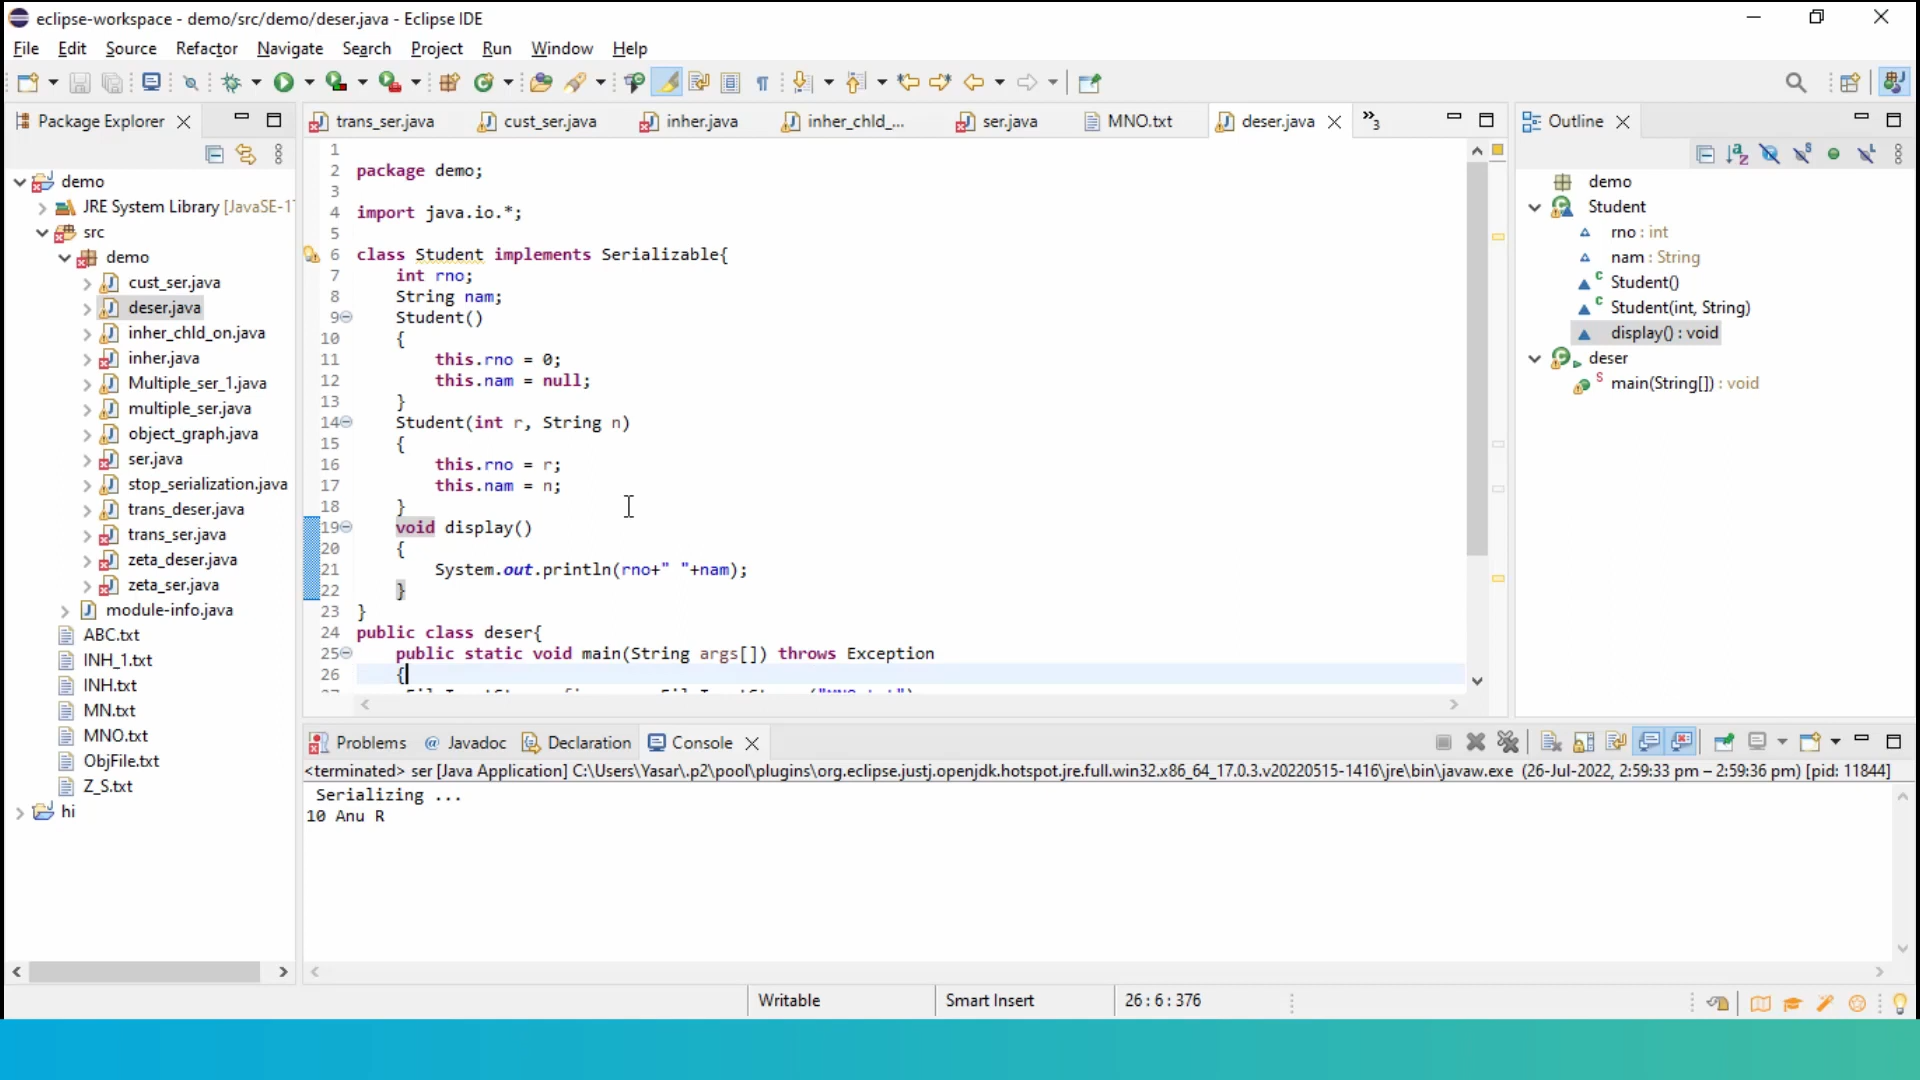 eclipse-workspace - demo/src/demo/deser.java - Eclipse IDE
File Edit Source Refactor Navigate Search Project Run Window Help
Package Explorer
demo
JRE System Library [JavaSE-1
src
demo
cust_ser.java
deser.java
inher_chld_on.java
inher.java
Multiple_ser_1.java
multiple_ser.java
object_graph.java
ser.java
stop_serialization.java
trans_deser.java
trans_ser.java
zeta_deser.java
zeta_ser.java
module-info.java
ABC.txt
INH_1.txt
INH.txt
MN.txt
MNO.txt
ObjFile.txt
Z_S.txt
hi
trans_ser.java cust_ser.java inher.java inher_chld_... ser.java MNO.txt deser.java »3
1
2 package demo;
3
4 import java.io.*;
5
6 class Student implements Serializable{
7 int rno;
8 String nam;
9 Student()
10 {
11 this.rno = 0;
12 this.nam = null;
13 }
14 Student(int r, String n)
15 {
16 this.rno = r;
17 this.nam = n;
18 }
19 void display()
20 {
21 System.out.println(rno+" "+nam);
22 }
23 }
24 public class deser{
25 public static void main(String args[]) throws Exception
26 {
Outline
demo
Student
rno : int
nam : String
Student()
Student(int, String)
display() : void
deser
main(String[]) : void
Problems Javadoc Declaration Console
<terminated> ser [Java Application] C:\Users\Yasar\.p2\pool\plugins\org.eclipse.justj.openjdk.hotspot.jre.full.win32.x86_64_17.0.3.v20220515-1416\jre\bin\javaw.exe (26-Jul-2022, 2:59:33 pm – 2:59:36 pm) [pid: 11844]
Serializing ...
10 Anu R
Writable Smart Insert 26 : 6 : 376